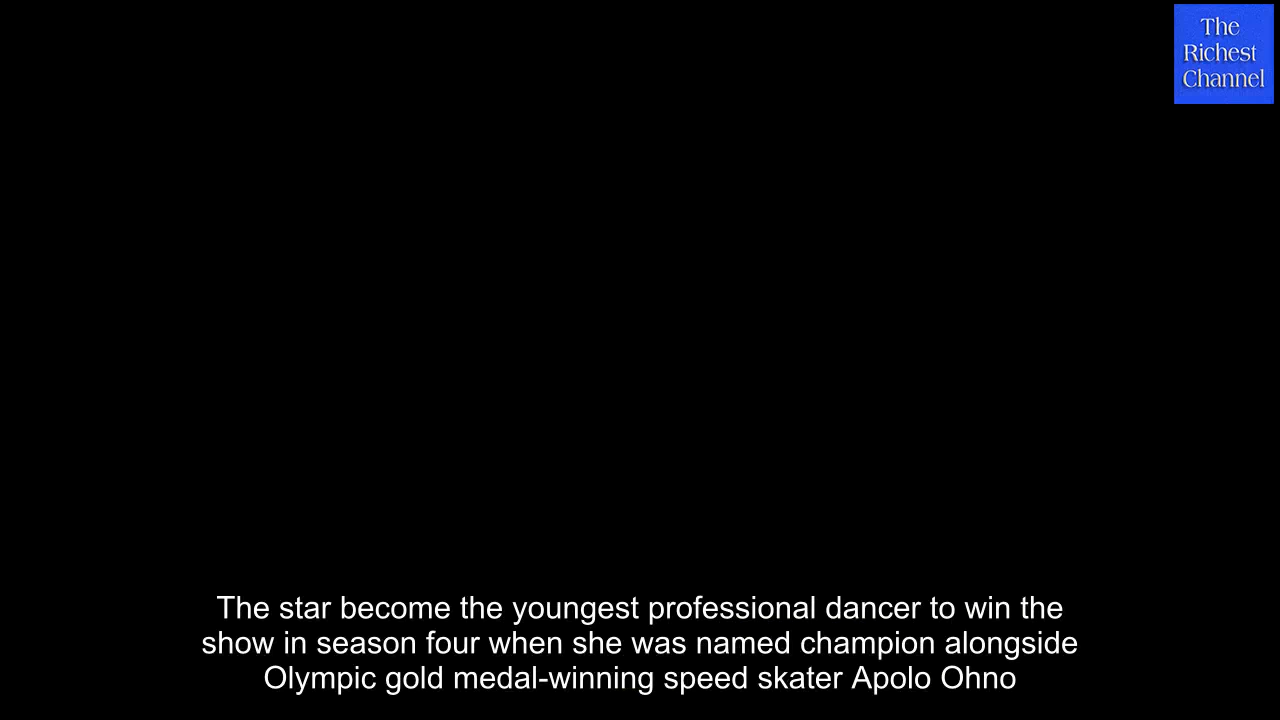 The
Richest
Channel
The star become the youngest professional dancer to win the
show in season four when she was named champion alongside
Olympic gold medal-winning speed skater Apolo Ohno